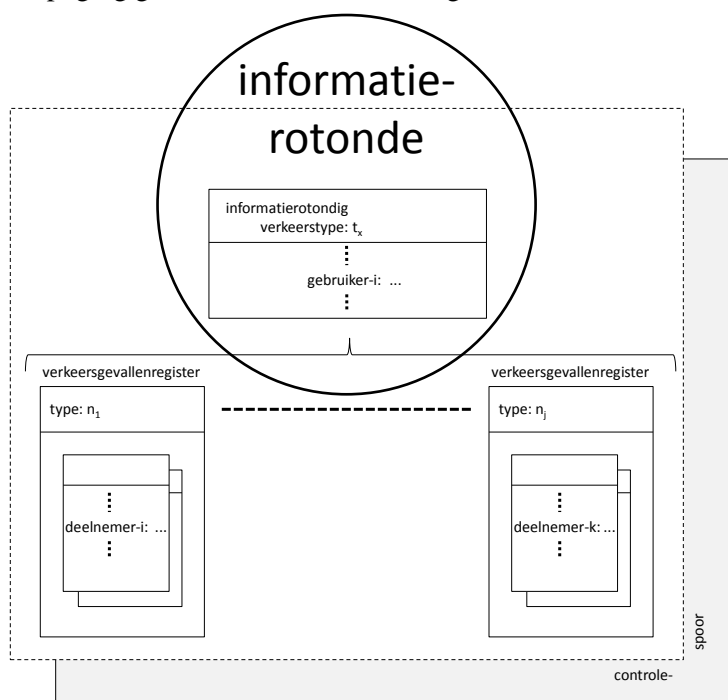 informatie-
rotonde
informatierotondig
verkeerstype: tx
gebruiker-i: ...
verkeersgevallenregister
verkeersgevallenregister
type: n1
type: nj
deelnemer-i: ...
deelnemer-k: ...
spoor
controle-